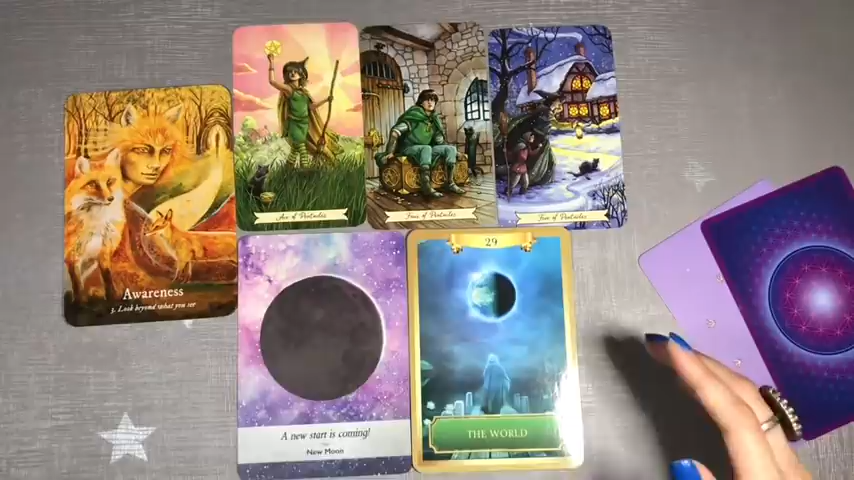 Ace of Pentacles
Four of Pentacles
Five of Pentacles
Awareness
3. Look beyond what you see
A new start is coming!
New Moon
29
THE WORLD